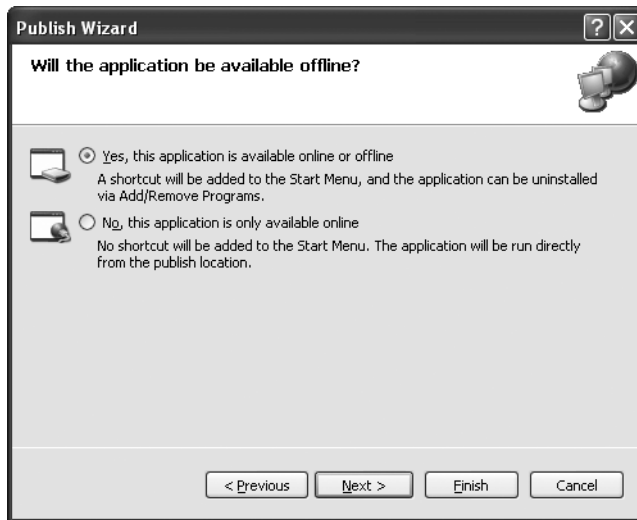 Publish Wizard
Will the application be available offline?
Yes, this application is available online or offline
A shortcut will be added to the Start Menu, and the application can be uninstalled
via Add/Remove Programs.
No, this application is only available online
No shortcut will be added to the Start Menu. The application will be run directly
from the publish location.
< Previous Next > Finish Cancel